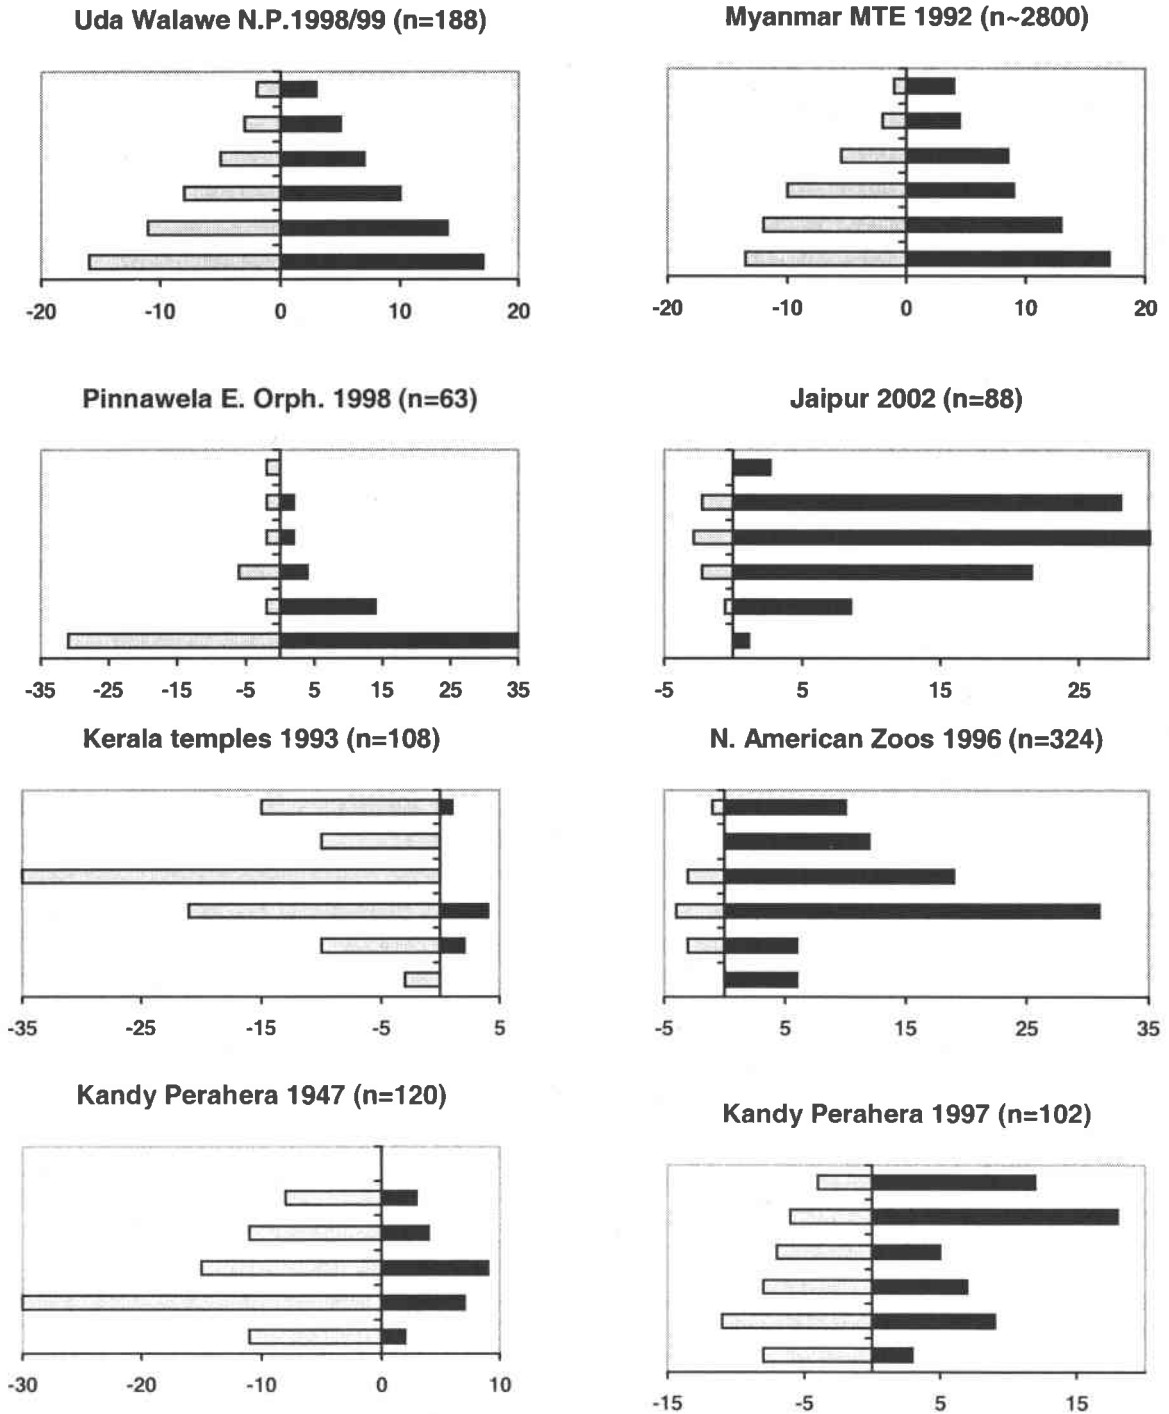 Uda Walawe N.P.1998/99 (n=188)
-20 -10 0 10 20
Myanmar MTE 1992 (n~2800)
-20 -10 0 10 20
Pinnawela E. Orph. 1998 (n=63)
-35 -25 -15 -5 5 15 25 35
Jaipur 2002 (n=88)
-5 5 15 25
Kerala temples 1993 (n=108)
-35 -25 -15 -5 5
N. American Zoos 1996 (n=324)
-5 5 15 25 35
Kandy Perahera 1947 (n=120)
-30 -20 -10 0 10
Kandy Perahera 1997 (n=102)
-15 -5 5 15